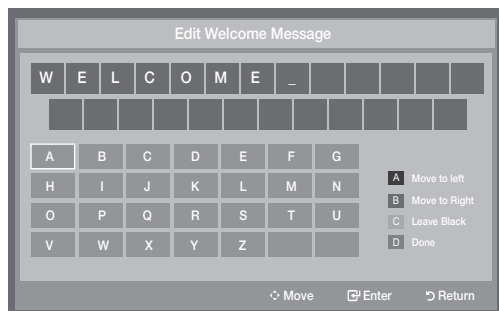 Edit Welcome Message
W E L C O M E _
A B C D E F G
H I J K L M N
O P Q R S T U
V W X Y Z
A Move to left
B Move to Right
C Leave Black
D Done
Move Enter Return